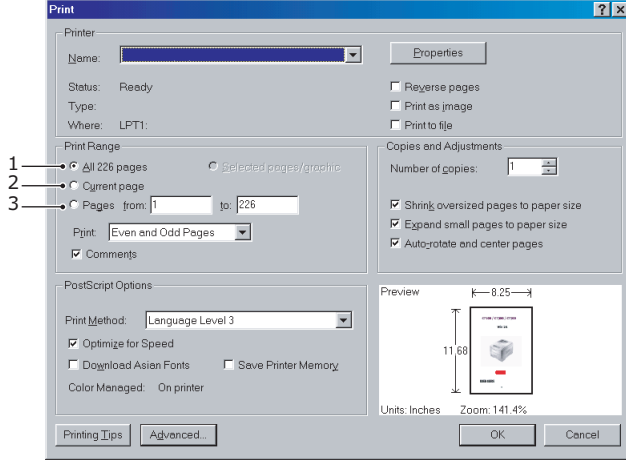 Print
Printer
Name:
Properties
Status: Ready
Reverse pages
Type:
Print as image
Where: LPT1:
Print to file
Print Range
1 All 226 pages
Selected pages/graphic
2 Current page
3 Pages from: 1 to: 226
Print: Even and Odd Pages
Comments
Copies and Adjustments
Number of copies: 1
Shrink oversized pages to paper size
Expand small pages to paper size
Auto-rotate and center pages
PostScript Options
Print Method: Language Level 3
Optimize for Speed
Download Asian Fonts
Save Printer Memory
Color Managed: On printer
Preview
8.25
11.68
Units: Inches Zoom: 141.4%
Printing Tips
Advanced...
OK
Cancel